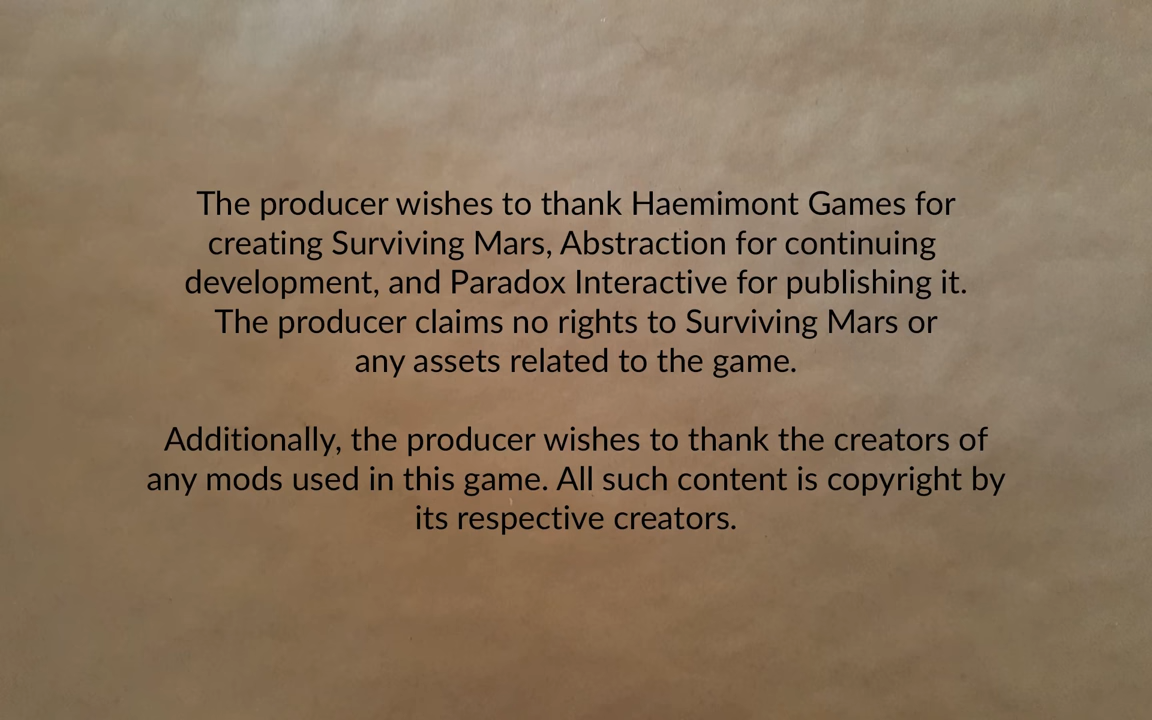 The producer wishes to thank Haemimont Games for
creating Surviving Mars, Abstraction for continuing
development, and Paradox Interactive for publishing it.
The producer claims no rights to Surviving Mars or
any assets related to the game.
Additionally, the producer wishes to thank the creators of
any mods used in this game. All such content is copyright by
its respective creators.